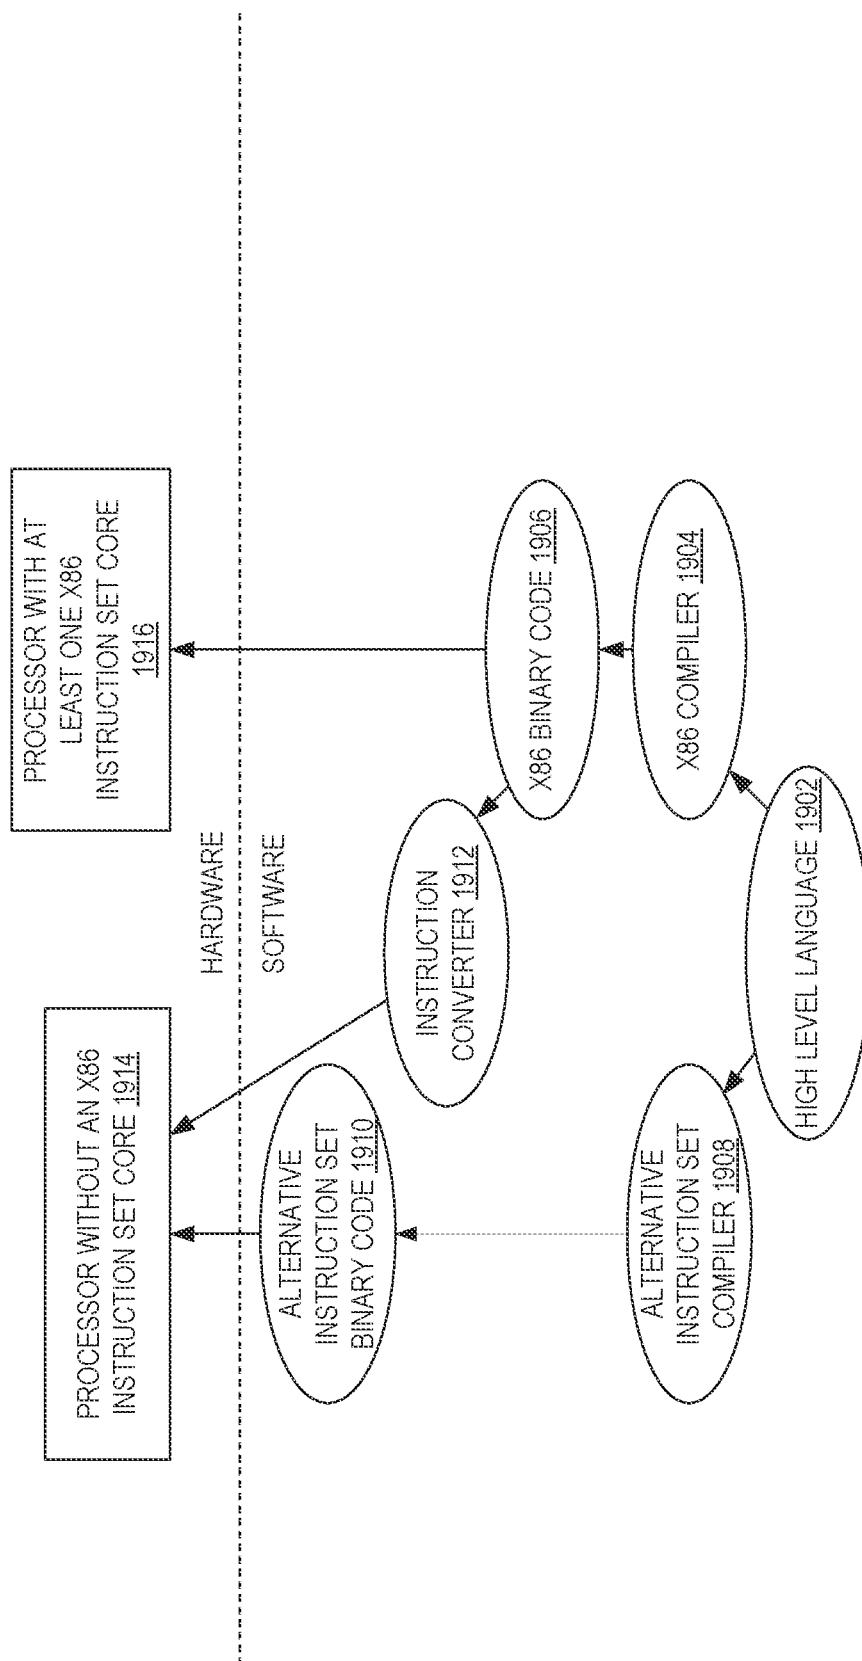 PROCESSOR WITHOUT AN X86
INSTRUCTION SET CORE 1914
PROCESSOR WITH AT
LEAST ONE X86
INSTRUCTION SET CORE
1916
HARDWARE
SOFTWARE
ALTERNATIVE
INSTRUCTION SET
BINARY CODE 1910
INSTRUCTION
CONVERTER 1912
X86 BINARY CODE 1906
ALTERNATIVE
INSTRUCTION SET
COMPILER 1908
X86 COMPILER 1904
HIGH LEVEL LANGUAGE 1902